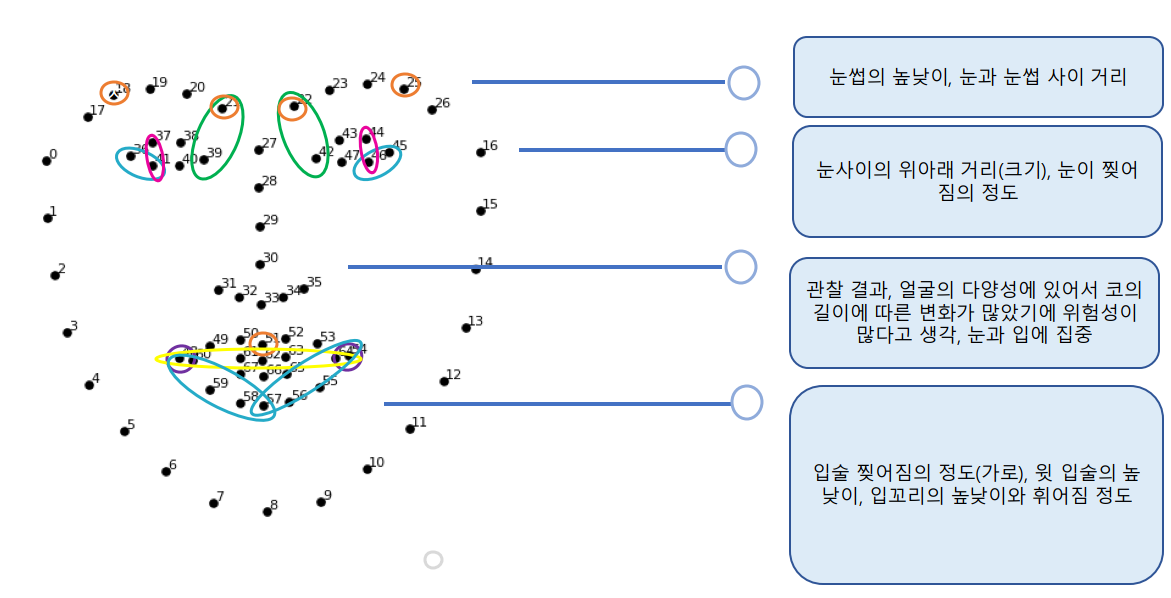 눈썹의 높낮이, 눈과 눈썹 사이 거리
눈사이의 위아래 거리(크기), 눈이 찢어
짐의 정도
관찰 결과, 얼굴의 다양성에 있어서 코의
길이에 따른 변화가 많았기에 위험성이
많다고 생각, 눈과 입에 집중
입술 찢어짐의 정도(가로), 윗 입술의 높
낮이, 입꼬리의 높낮이와 휘어짐 정도
18 19 20 22 23 24 25 26
17
37 38 43 44 45
0 36 41 40 39 27 42 47 46 16
28
1 29 15
2 30 14
31 32 33 34 35
3 13
49 50 51 52 53
60 62 63 54
67 66 65
4 59 58 57 56 55 12
5 11
6 10
7 8 9